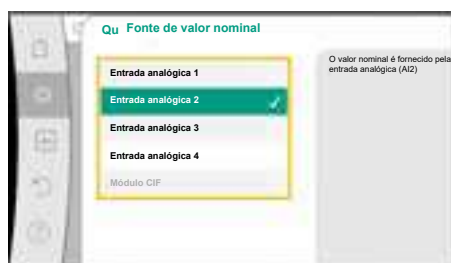 Qu Fonte de valor nominal
O valor nominal é fornecido pela
entrada analógica (AI2)
Entrada analógica 1
Entrada analógica 2
Entrada analógica 3
Entrada analógica 4
Módulo CIF